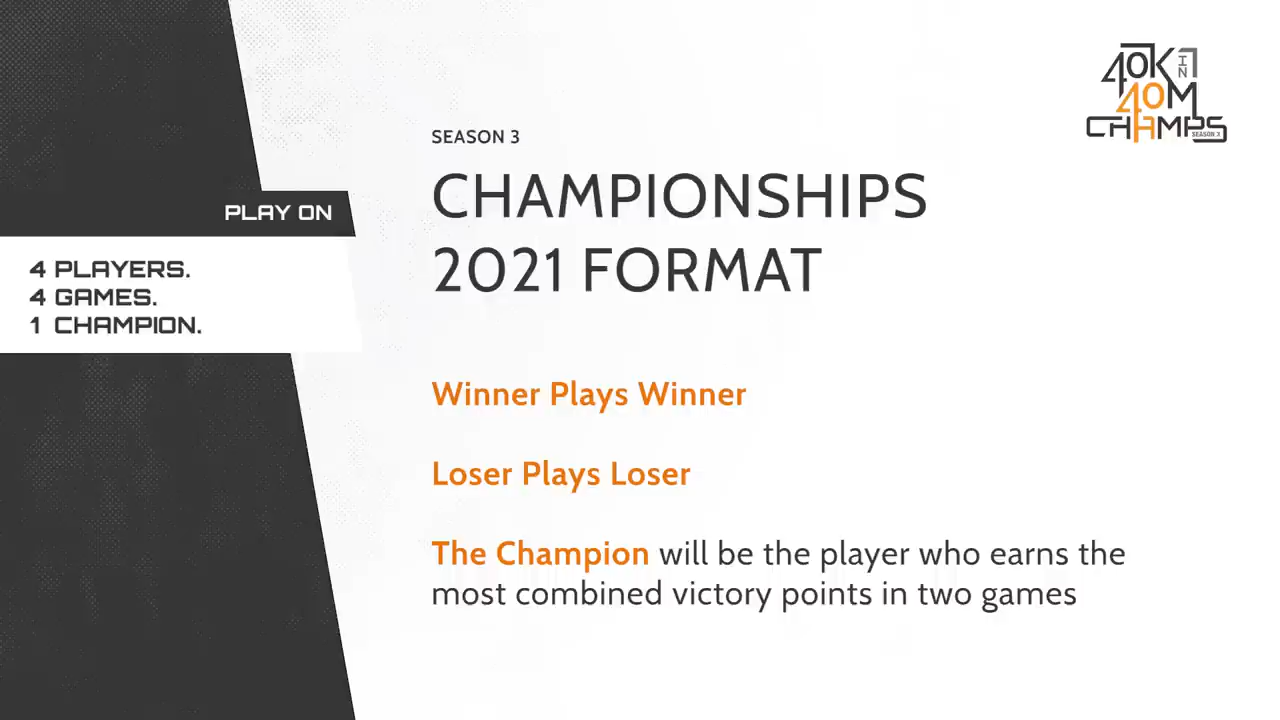 40K IN
40M
CHAMPS
SEASON 3
SEASON 3
CHAMPIONSHIPS
2021 FORMAT
PLAY ON
4 PLAYERS.
4 GAMES.
1 CHAMPION.
Winner Plays Winner
Loser Plays Loser
The Champion will be the player who earns the
most combined victory points in two games